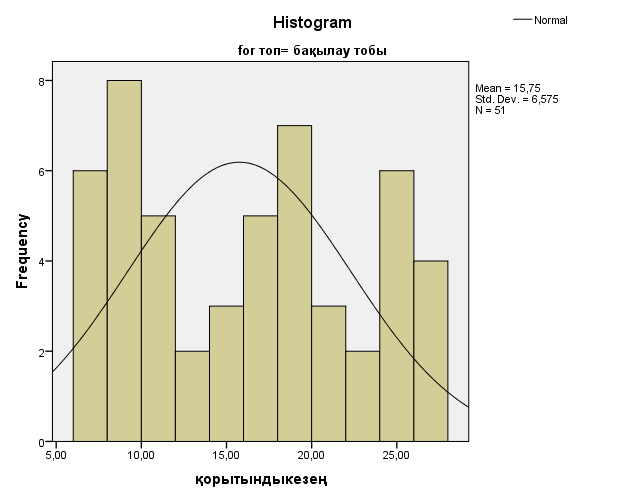 Histogram
Normal
for топ= бақылау тобы
Mean = 15,75
Std. Dev. = 6,575
N = 51
Frequency
8
6
4
2
0
5,00 10,00 15,00 20,00 25,00
қорытындыкезең